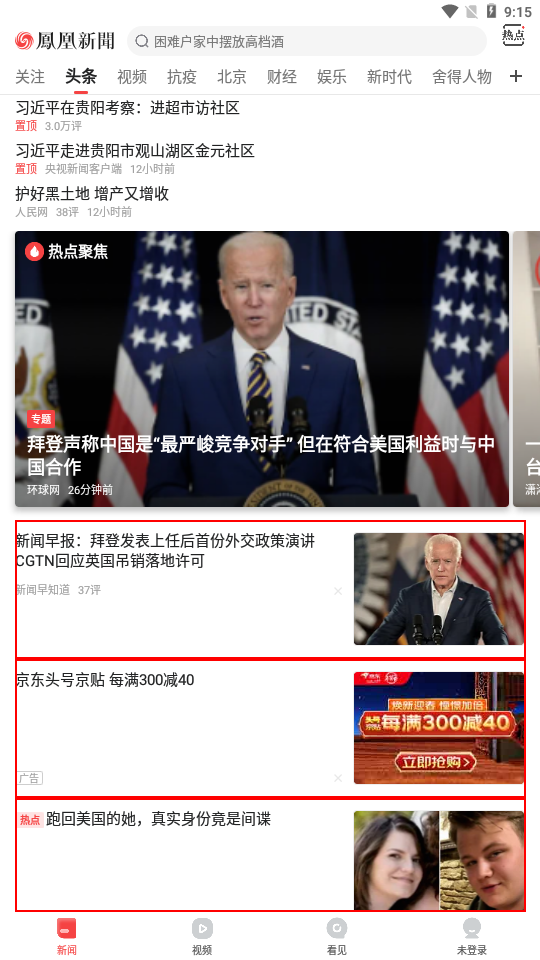 9:15
鳳凰新聞
困难户家中摆放高档酒
热点
关注 头条 视频 抗疫 北京 财经 娱乐 新时代 舍得人物 +
习近平在贵阳考察：进超市访社区
置顶 3.0万评
习近平走进贵阳市观山湖区金元社区
置顶 央视新闻客户端 12小时前
护好黑土地 增产又增收
人民网 38评 12小时前
热点聚焦
专题
拜登声称中国是“最严峻竞争对手” 但在符合美国利益时与中
国合作
环球网 26分钟前
一
台
新闻早报：拜登发表上任后首份外交政策演讲
CGTN回应英国吊销落地许可
新闻早知道 37评
京东头号京贴 每满300减40
焕新迎春 憧憬加倍
每满300减40
立即抢购>
广告
热点 跑回美国的她，真实身份竟是间谍
新闻 视频 看见 未登录